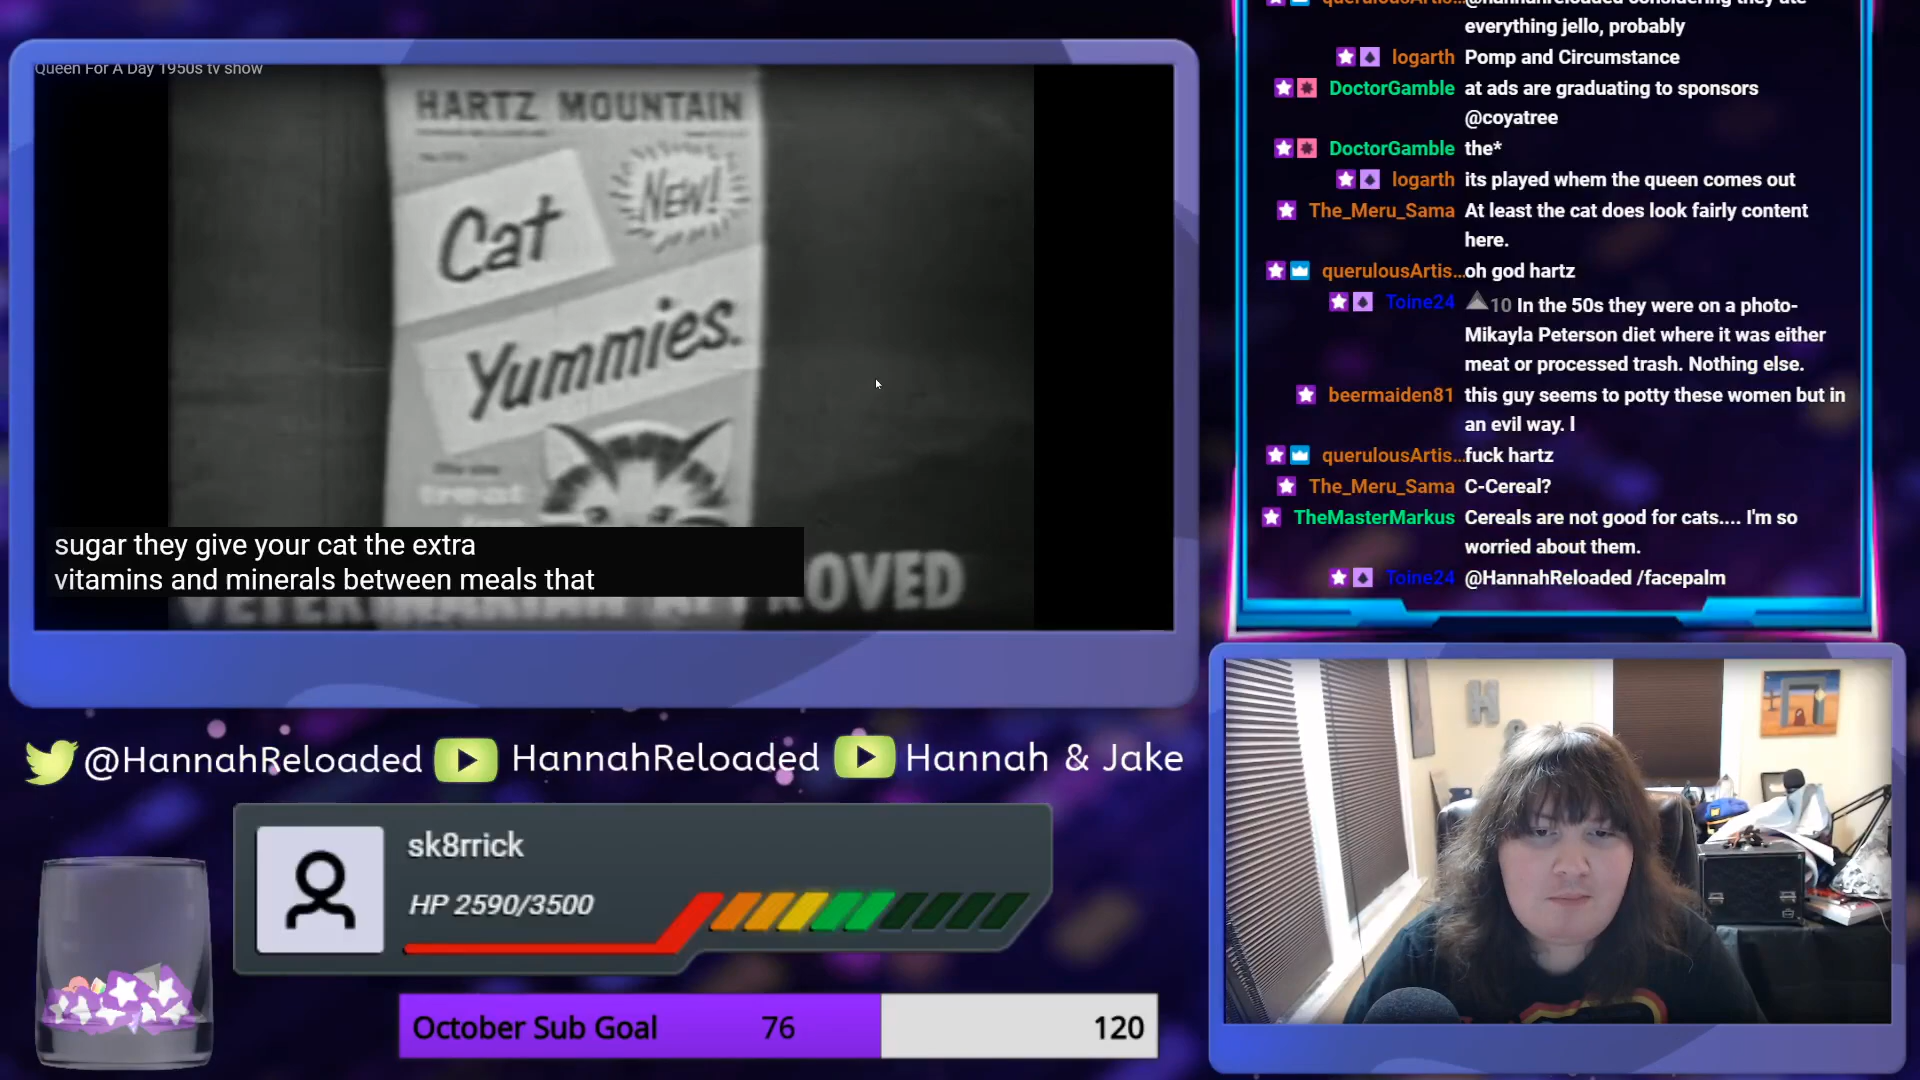 Queen For A Day 1950s tv show
HARTZ MOUNTAIN
NEW!
Cat
Yummies.
treat
sugar they give your cat the extra
vitamins and minerals between meals that
VETERINARIAN APPROVED
everything jello, probably
logarth Pomp and Circumstance
DoctorGamble at ads are graduating to sponsors
@coyatree
DoctorGamble the*
logarth its played whem the queen comes out
The_Meru_Sama At least the cat does look fairly content
here.
querulousArtis... oh god hartz
Toine24 10 In the 50s they were on a photo-
Mikayla Peterson diet where it was either
meat or processed trash. Nothing else.
beermaiden81 this guy seems to potty these women but in
an evil way. I
querulousArtis... fuck hartz
The_Meru_Sama C-Cereal?
TheMasterMarkus Cereals are not good for cats.... I'm so
worried about them.
Toine24 @HannahReloaded /facepalm
@HannahReloaded HannahReloaded Hannah & Jake
sk8rrick
HP 2590/3500
October Sub Goal 76 120
H